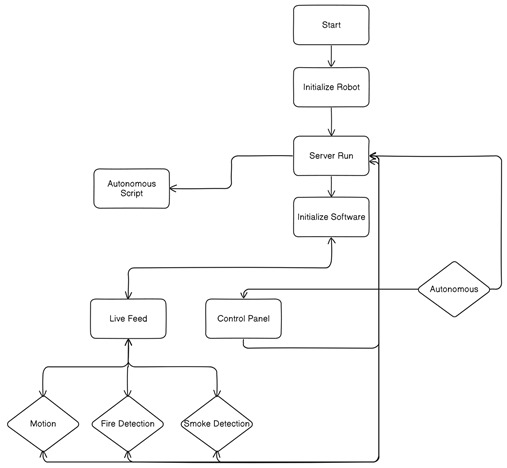 Start
Initialize Robot
Server Run
Autonomous
Script
Initialize Software
Autonomous
Live Feed
Control Panel
Motion
Fire Detection
Smoke Detection